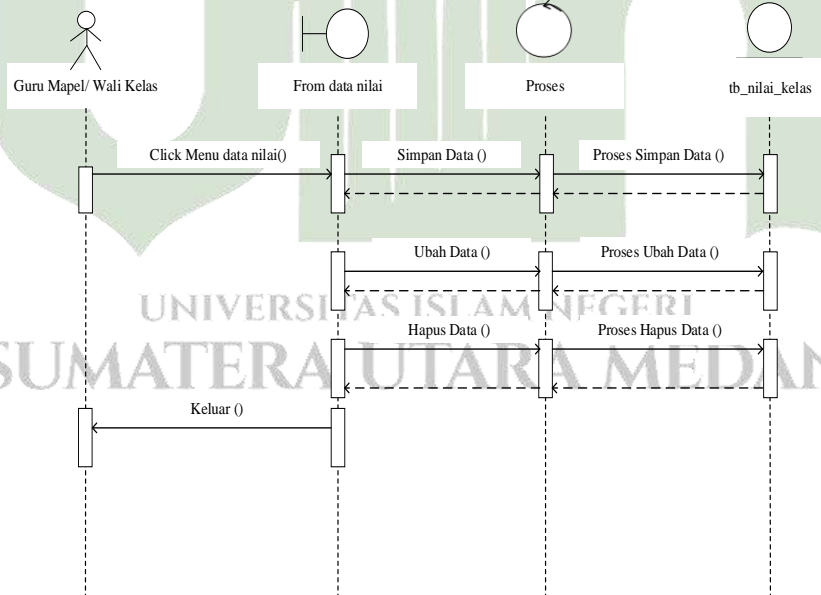 Guru Mapel/ Wali Kelas
From data nilai
Proses
tb_nilai_kelas
Click Menu data nilai()
Simpan Data ()
Proses Simpan Data ()
Ubah Data ()
Proses Ubah Data ()
UNIVERSITAS ISLAM NEGERI
Hapus Data ()
Proses Hapus Data ()
SUMATERA UTARA MEDAN
Keluar ()